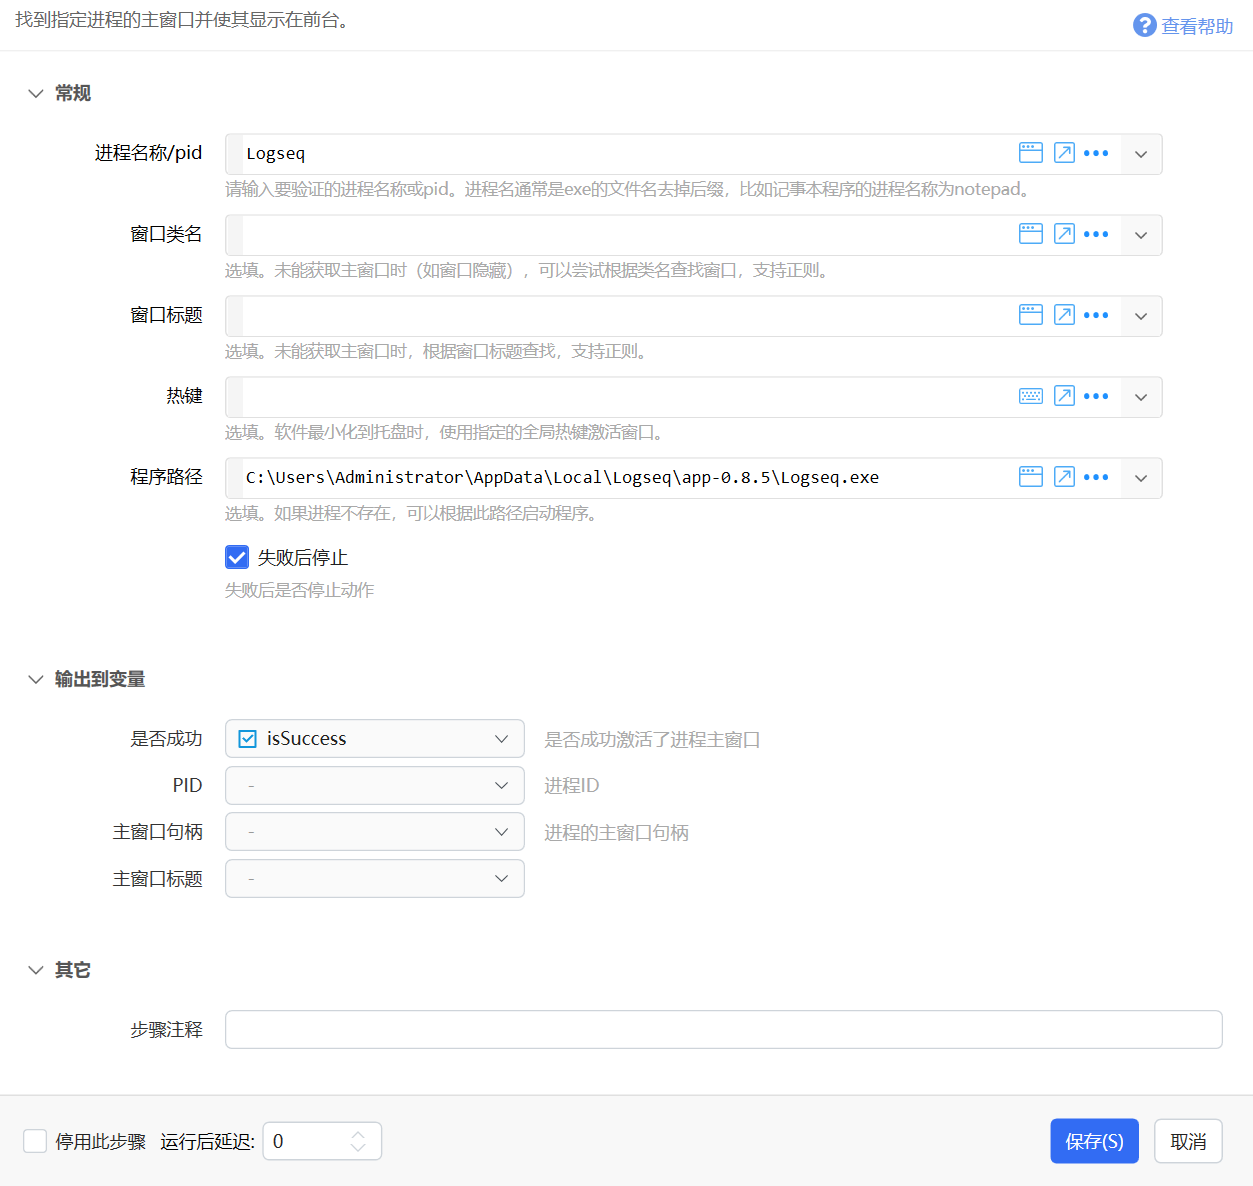 找到指定进程的主窗口并使其显示在前台。
查看帮助
常规
进程名称/pid
Logseq
请输入要验证的进程名称或pid。进程名通常是exe的文件名去掉后缀，比如记事本程序的进程名称为notepad。
窗口类名
选填。未能获取主窗口时（如窗口隐藏），可以尝试根据类名查找窗口，支持正则。
窗口标题
选填。未能获取主窗口时，根据窗口标题查找，支持正则。
热键
选填。软件最小化到托盘时，使用指定的全局热键激活窗口。
程序路径
C:\Users\Administrator\AppData\Local\Logseq\app-0.8.5\Logseq.exe
选填。如果进程不存在，可以根据此路径启动程序。
失败后停止
失败后是否停止动作
输出到变量
是否成功
isSuccess
是否成功激活了进程主窗口
PID
-
进程ID
主窗口句柄
-
进程的主窗口句柄
主窗口标题
-
其它
步骤注释
停用此步骤
运行后延迟:
0
保存(S)
取消